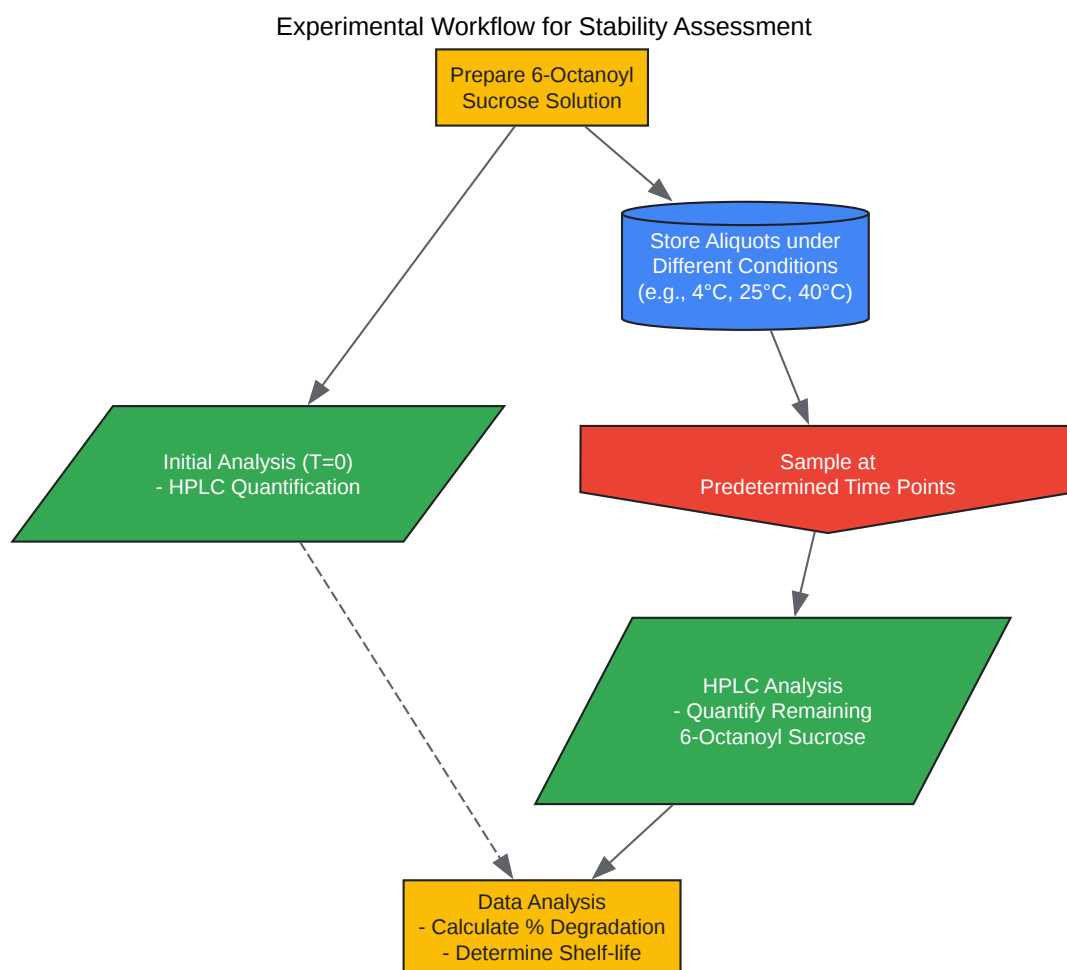 Experimental Workflow for Stability Assessment
Prepare 6-Octanoyl
Sucrose Solution
Store Aliquots under
Different Conditions
(e.g., 4°C, 25°C, 40°C)
Initial Analysis (T=0)
- HPLC Quantification
Sample at
Predetermined Time Points
HPLC Analysis
- Quantify Remaining
6-Octanoyl Sucrose
Data Analysis
- Calculate % Degradation
- Determine Shelf-life